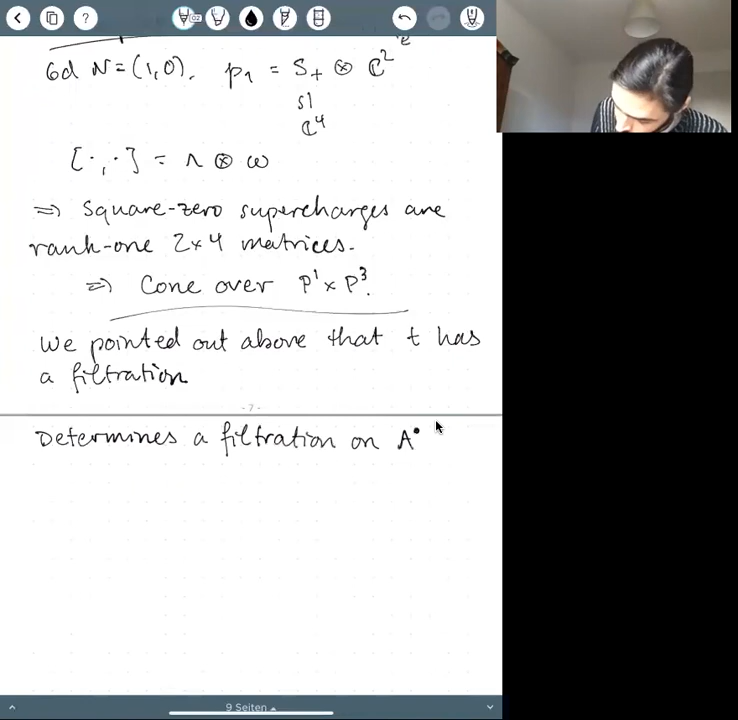 6d N=(1,0). p₁ = S₊ ⊗ ℂ²
S1
ℂ⁴
[·,·] = ∧ ⊗ ω
⇒ Square-zero supercharges are
rank-one 2×4 matrices.
⇒ Cone over P¹ × P³.
We pointed out above that t has
a filtration
-7-
Determines a filtration on A•
9 Seiten